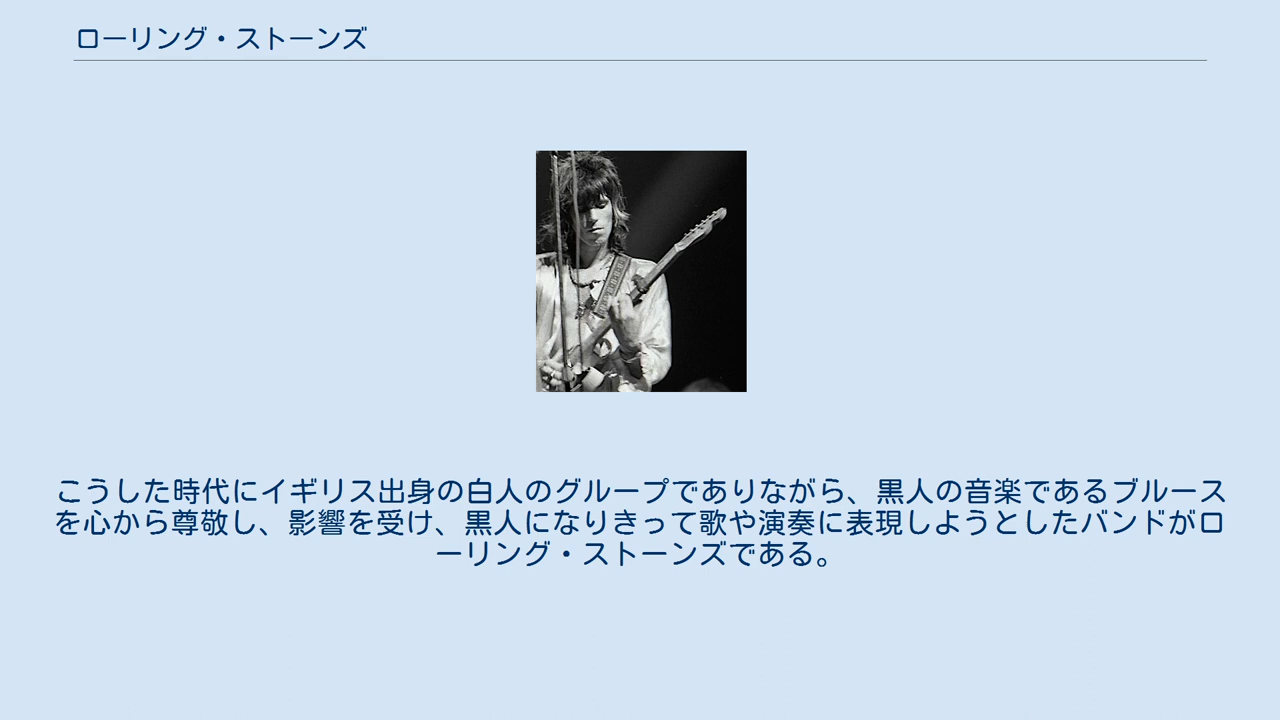 ローリング・ストーンズ
こうした時代にイギリス出身の白人のグループでありながら、黒人の音楽であるブルース
を心から尊敬し、影響を受け、黒人になりきって歌や演奏に表現しようとしたバンドがロ
ーリング・ストーンズである。